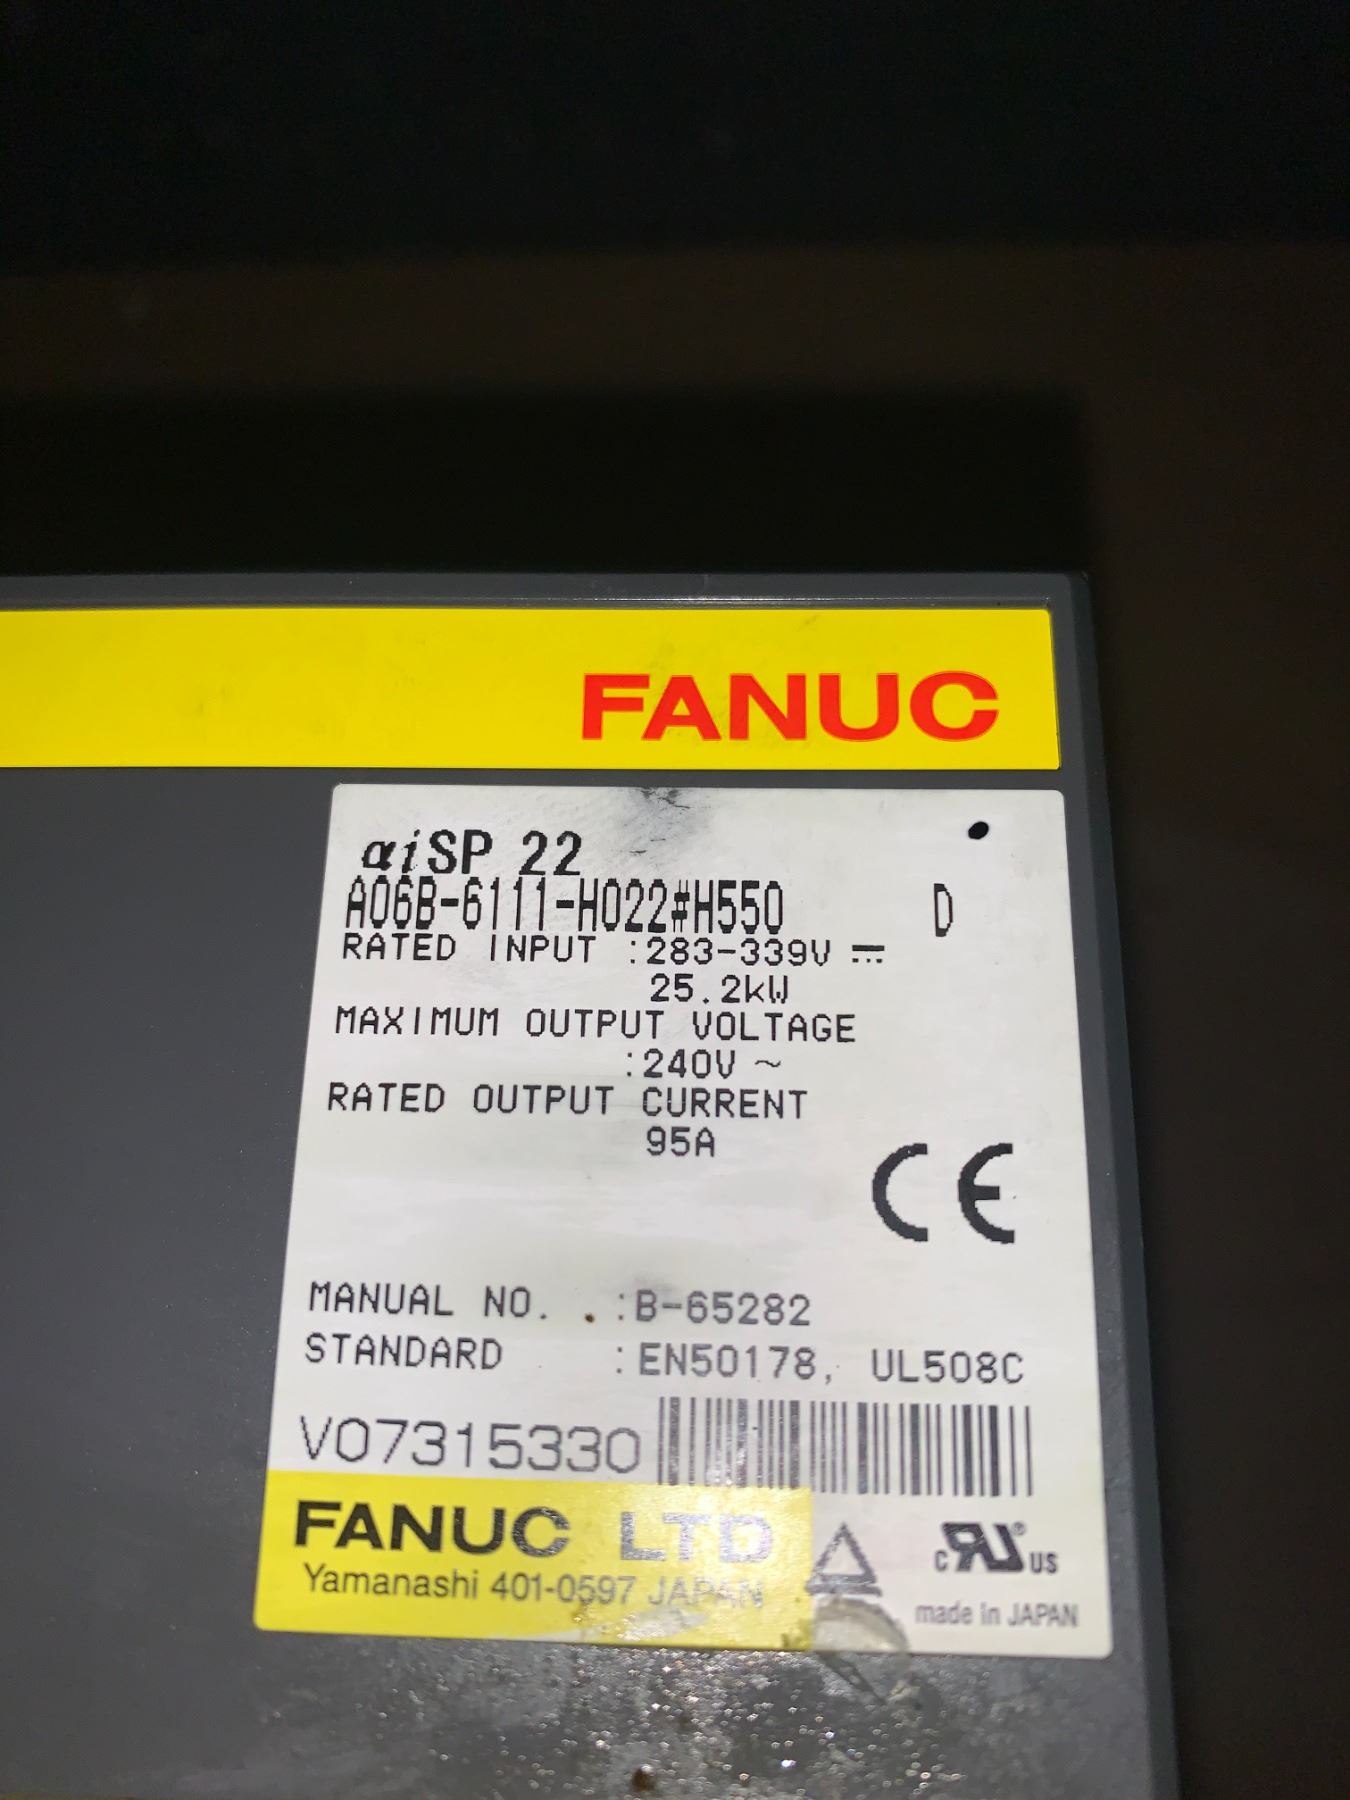 FANUC
αiSP 22
A06B-6111-H022#H550 D
RATED INPUT :283-339V ⎓
25.2kW
MAXIMUM OUTPUT VOLTAGE
:240V ~
RATED OUTPUT CURRENT
95A
CE
MANUAL NO. :B-65282
STANDARD :EN50178, UL508C
V07315330
FANUC LTD
Yamanashi 401-0597 JAPAN
c RU® US
made in JAPAN